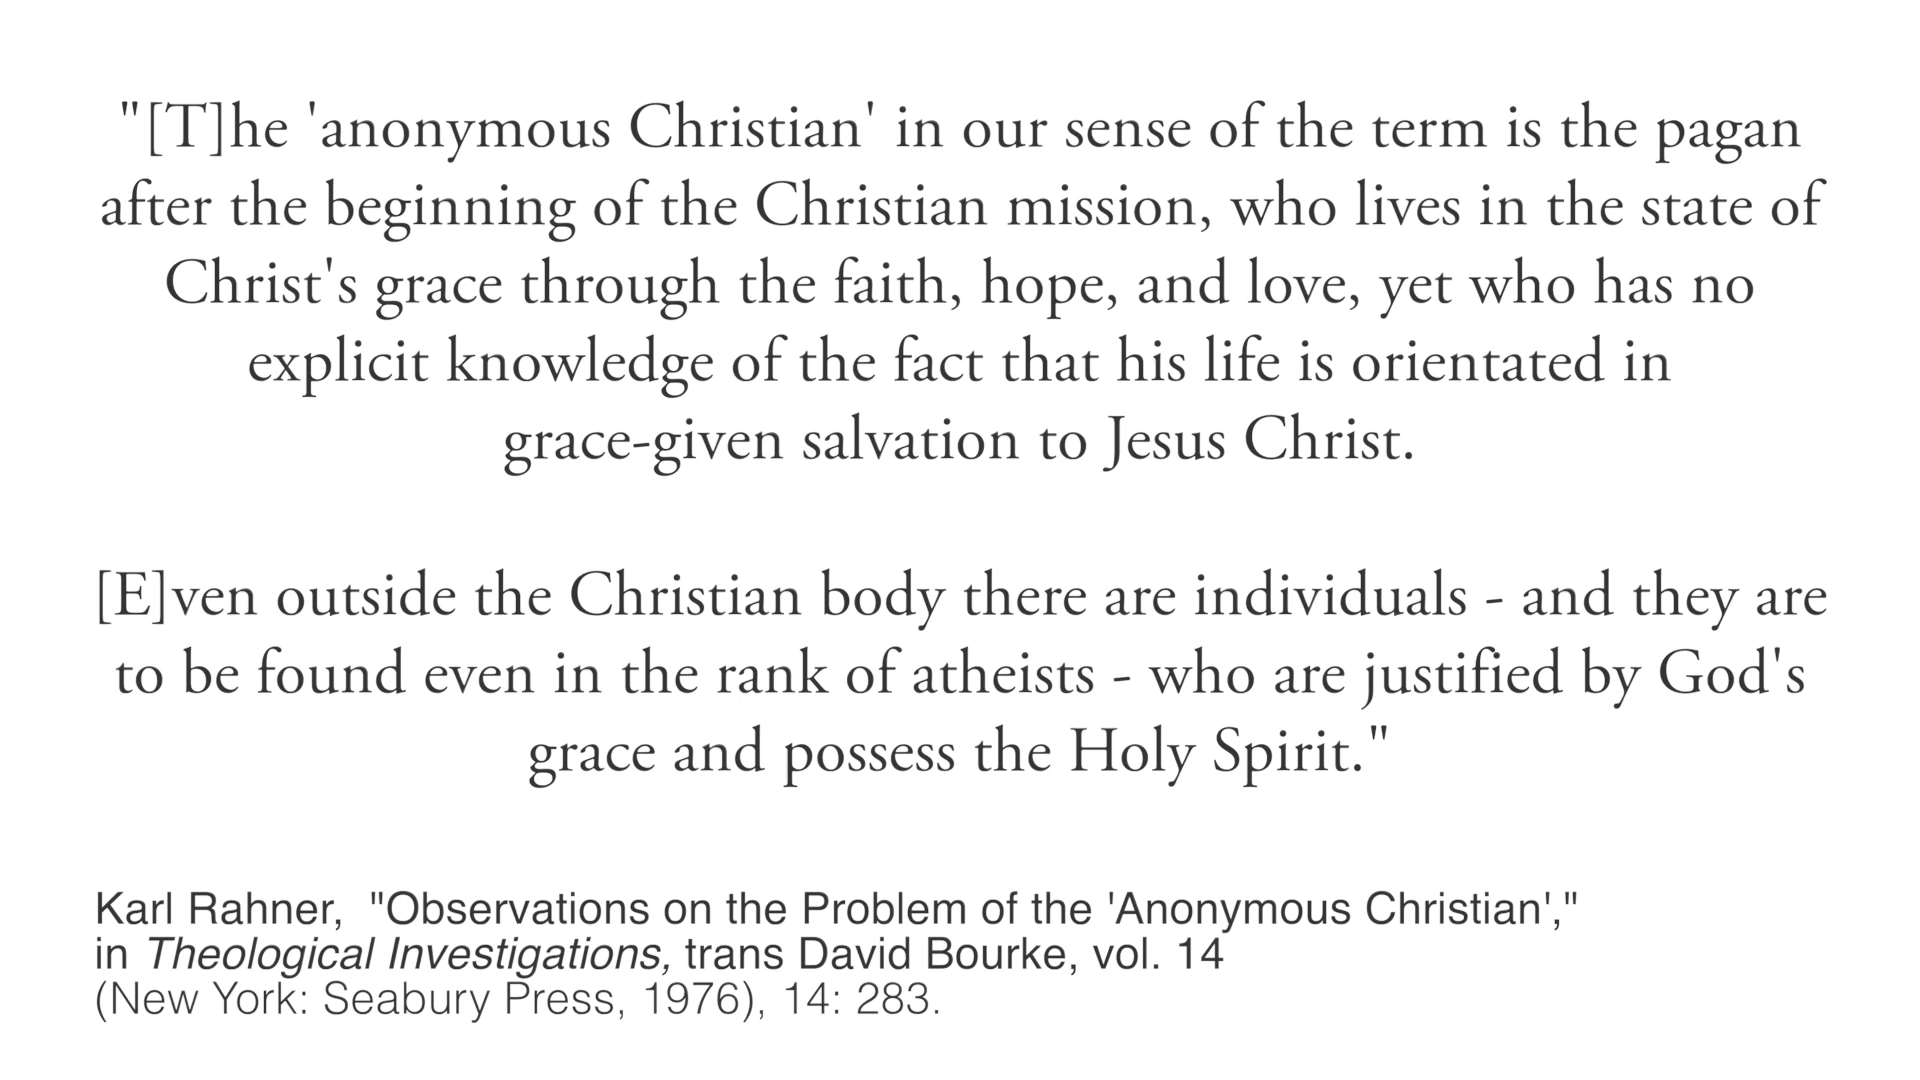 "[T]he 'anonymous Christian' in our sense of the term is the pagan
after the beginning of the Christian mission, who lives in the state of
Christ's grace through the faith, hope, and love, yet who has no
explicit knowledge of the fact that his life is orientated in
grace-given salvation to Jesus Christ.
[E]ven outside the Christian body there are individuals - and they are
to be found even in the rank of atheists - who are justified by God's
grace and possess the Holy Spirit."
Karl Rahner,  "Observations on the Problem of the 'Anonymous Christian',"
in Theological Investigations, trans David Bourke, vol. 14
(New York: Seabury Press, 1976), 14: 283.